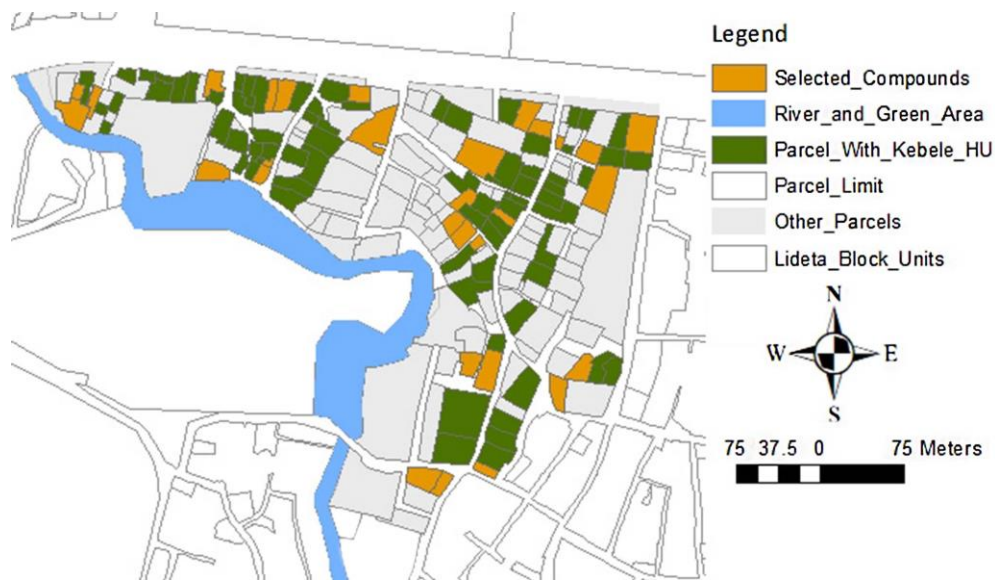 Legend
Selected_Compounds
River_and_Green_Area
Parcel_With_Kebele_HU
Parcel_Limit
Other_Parcels
Lideta_Block_Units
N
W E
S
75 37.5 0 75 Meters